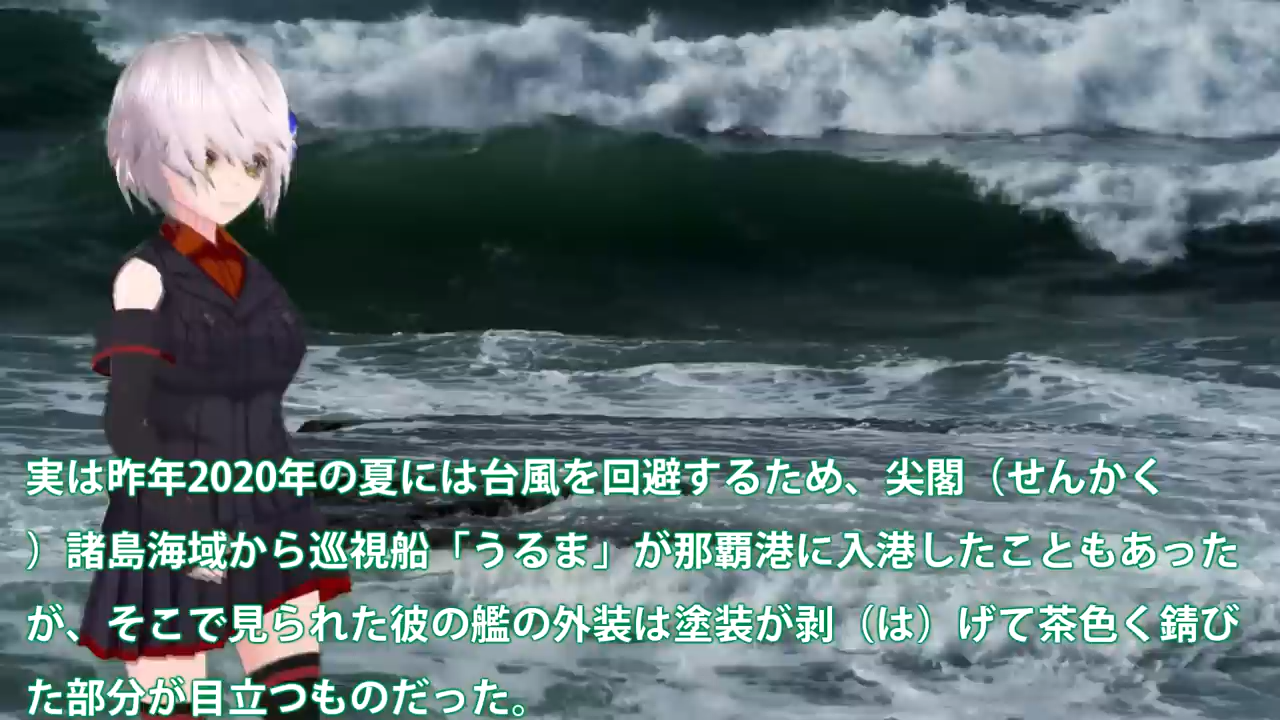 実は昨年2020年の夏には台風を回避するため、尖閣（せんかく
）諸島海域から巡視船「うるま」が那覇港に入港したこともあった
が、そこで見られた彼の艦の外装は塗装が剥（は）げて茶色く錆び
た部分が目立つものだった。